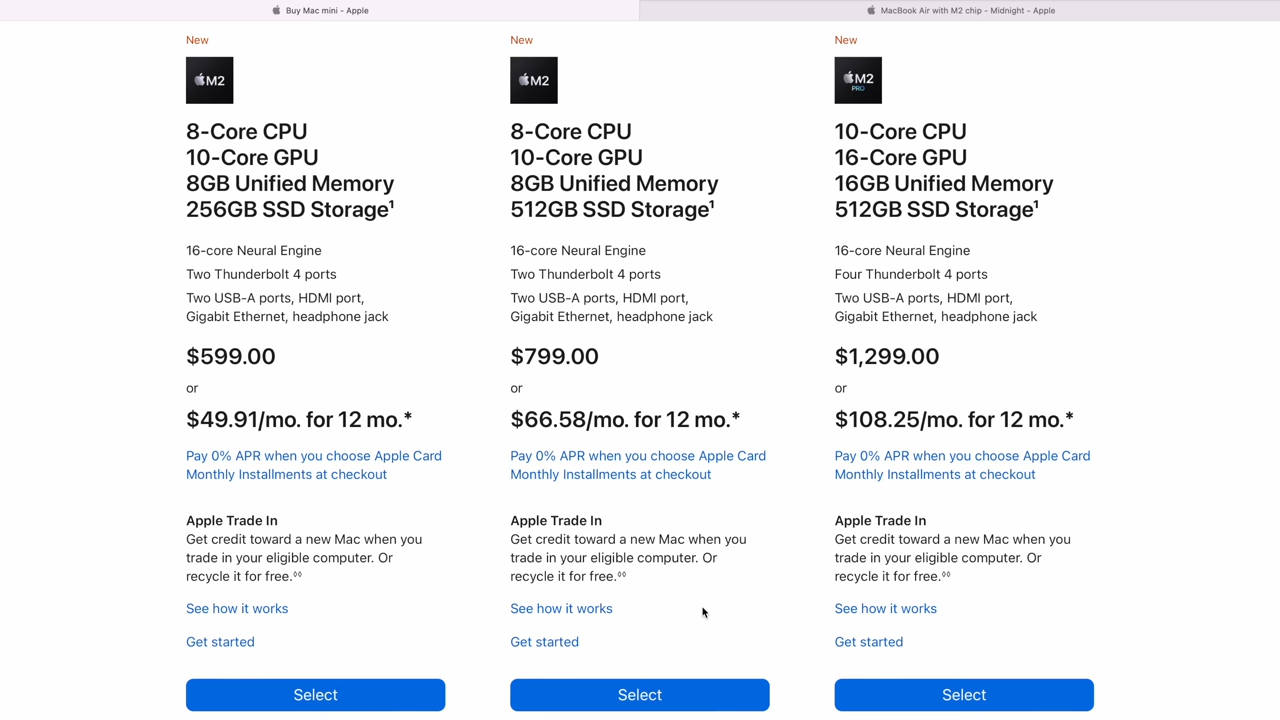 Buy Mac mini - Apple
MacBook Air with M2 chip - Midnight - Apple
New
M2
8-Core CPU
10-Core GPU
8GB Unified Memory
256GB SSD Storage¹
16-core Neural Engine
Two Thunderbolt 4 ports
Two USB-A ports, HDMI port,
Gigabit Ethernet, headphone jack
$599.00
or
$49.91/mo. for 12 mo.*
Pay 0% APR when you choose Apple Card
Monthly Installments at checkout
Apple Trade In
Get credit toward a new Mac when you
trade in your eligible computer. Or
recycle it for free.◊◊
See how it works
Get started
Select
New
M2
8-Core CPU
10-Core GPU
8GB Unified Memory
512GB SSD Storage¹
16-core Neural Engine
Two Thunderbolt 4 ports
Two USB-A ports, HDMI port,
Gigabit Ethernet, headphone jack
$799.00
or
$66.58/mo. for 12 mo.*
Pay 0% APR when you choose Apple Card
Monthly Installments at checkout
Apple Trade In
Get credit toward a new Mac when you
trade in your eligible computer. Or
recycle it for free.◊◊
See how it works
Get started
Select
New
M2
PRO
10-Core CPU
16-Core GPU
16GB Unified Memory
512GB SSD Storage¹
16-core Neural Engine
Four Thunderbolt 4 ports
Two USB-A ports, HDMI port,
Gigabit Ethernet, headphone jack
$1,299.00
or
$108.25/mo. for 12 mo.*
Pay 0% APR when you choose Apple Card
Monthly Installments at checkout
Apple Trade In
Get credit toward a new Mac when you
trade in your eligible computer. Or
recycle it for free.◊◊
See how it works
Get started
Select